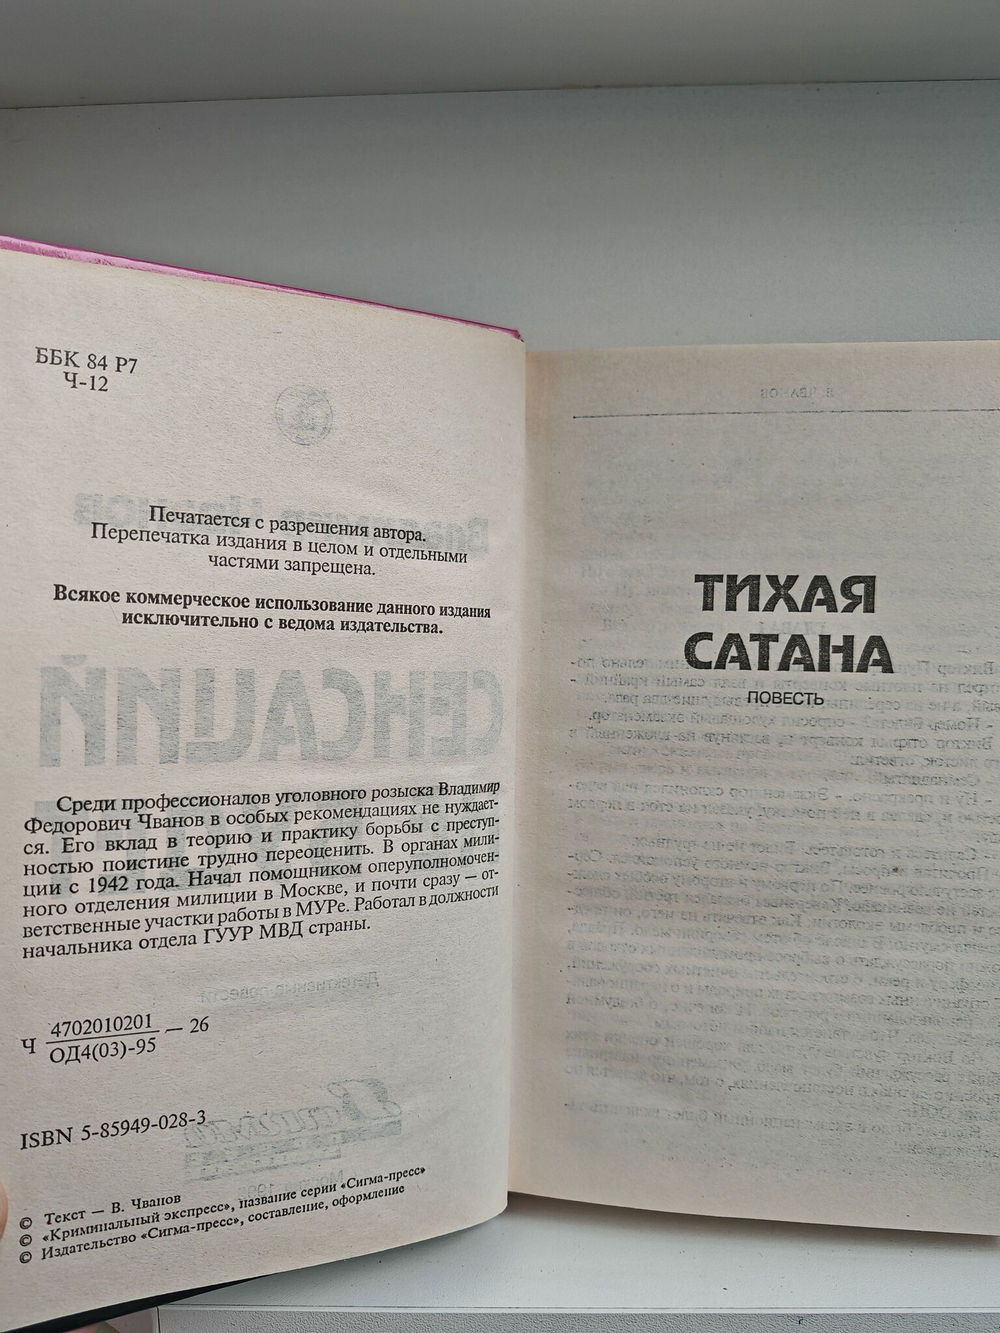 ББК 84 Р7
Ч-12
Печатается с разрешения автора.
Перепечатка издания в целом и отдельными
частями запрещена.
Всякое коммерческое использование данного издания
исключительно с ведома издательства.
Среди профессионалов уголовного розыска Владимир
Федорович Чванов в особых рекомендациях не нуждает-
ся. Его вклад в теорию и практику борьбы с преступ-
ностью поистине трудно переоценить. В органах мили-
ции с 1942 года. Начал помощником оперуполномочен-
ного отделения милиции в Москве, и почти сразу — от-
ветственные участки работы в МУРе. Работал в должности
начальника отдела ГУУР МВД страны.
Ч 4702010201 — 26
ОД4(03)-95
ISBN 5-85949-028-3
© Текст — В. Чванов
© «Криминальный экспресс», название серии «Сигма-пресс»
© Издательство «Сигма-пресс», составление, оформление
ТИХАЯ
САТАНА
ПОВЕСТЬ